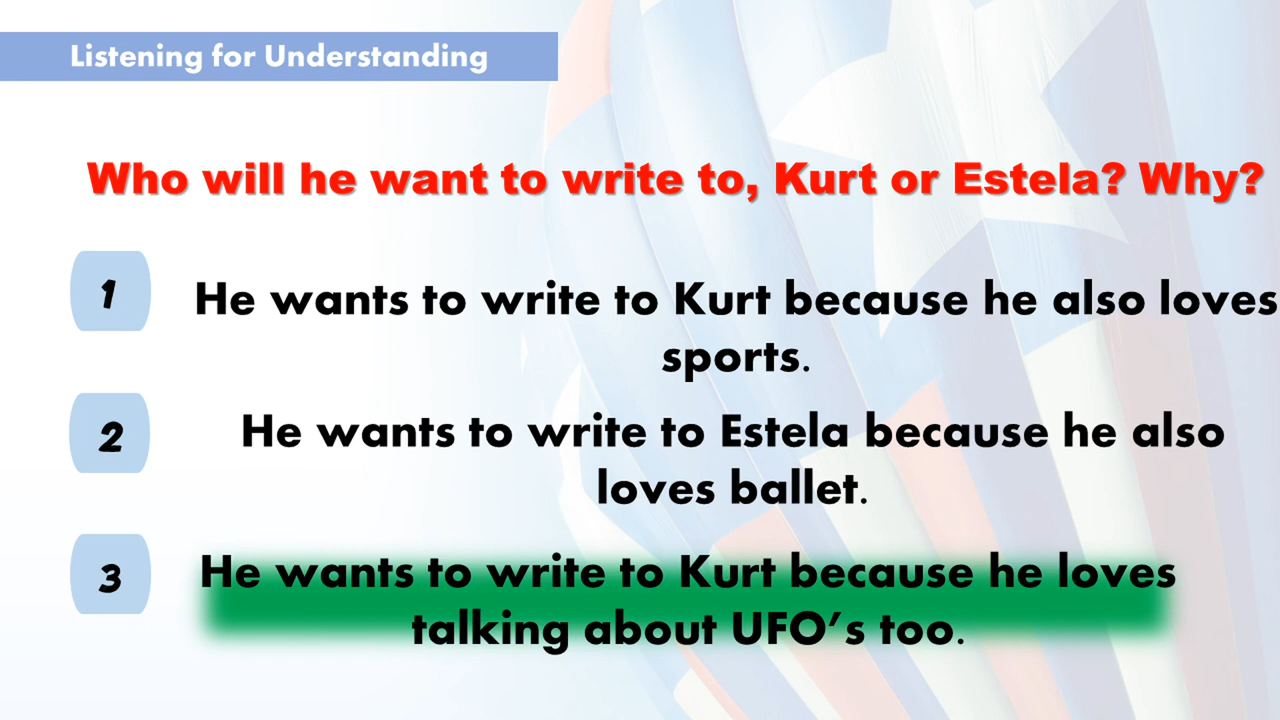 Listening for Understanding
Who will he want to write to, Kurt or Estela? Why?
1
He wants to write to Kurt because he also loves
sports.
2
He wants to write to Estela because he also
loves ballet.
3
He wants to write to Kurt because he loves
talking about UFO’s too.